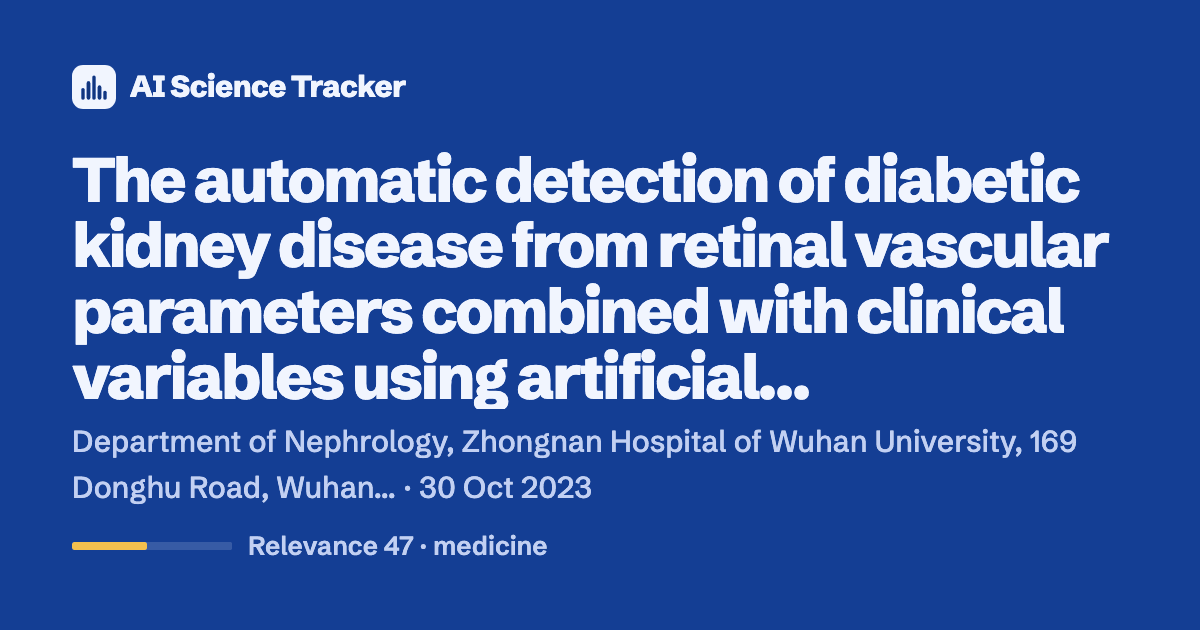 AI Science Tracker
The automatic detection of diabetic
kidney disease from retinal vascular
parameters combined with clinical
variables using artificial...
Department of Nephrology, Zhongnan Hospital of Wuhan University, 169
Donghu Road, Wuhan... · 30 Oct 2023
Relevance 47 · medicine